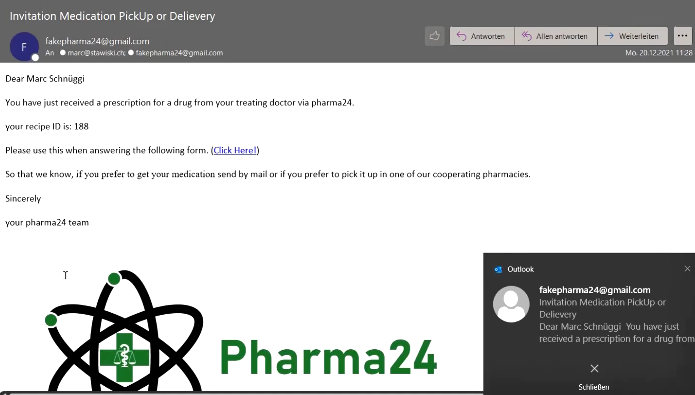 Invitation Medication PickUp or Delievery
F
fakepharma24@gmail.com
An marc@stawiski.ch; fakepharma24@gmail.com
Antworten
Allen antworten
Weiterleiten
Mo. 20.12.2021 11:28
Dear Marc Schnüggi
You have just received a prescription for a drug from your treating doctor via pharma24.
your recipe ID is: 188
Please use this when answering the following form. (Click Here!)
So that we know, if you prefer to get your medication send by mail or if you prefer to pick it up in one of our cooperating pharmacies.
Sincerely
your pharma24 team
Pharma24
Outlook
fakepharma24@gmail.com
Invitation Medication PickUp or
Delievery
Dear Marc Schnüggi You have just
received a prescription for a drug from
Schließen